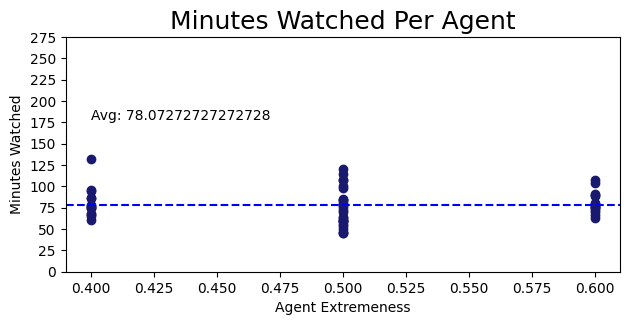 Minutes Watched Per Agent
275
250
225
200
175
150
125
100
75
50
25
0
Minutes Watched
Avg: 78.07272727272728
0.400 0.425 0.450 0.475 0.500 0.525 0.550 0.575 0.600
Agent Extremeness